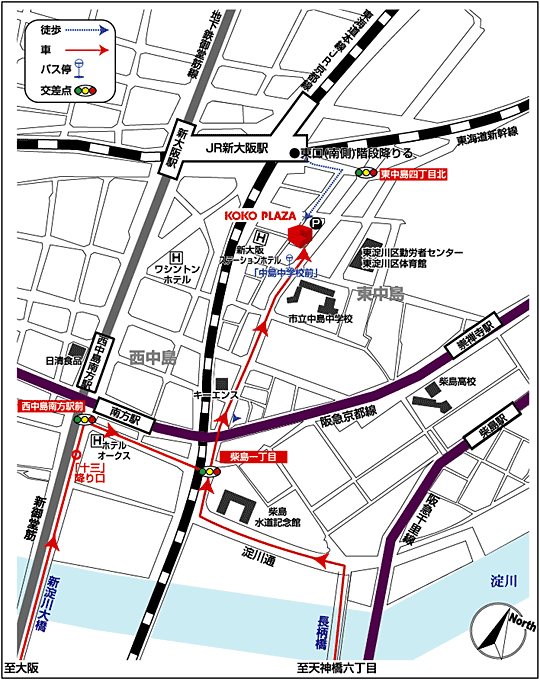 徒歩
車
バス停
交差点
地下鉄御堂筋線
東海道本線JR京都線
東海道新幹線
新大阪駅
JR新大阪駅
東口(南側)階段降りる
東中島四丁目北
KOKO PLAZA
P
H
新大阪
ステーションホテル
「中島中学校前」
H
ワシントン
ホテル
東淀川区勤労者センター
東淀川区体育館
東中島
市立中島中学校
西中島
日清食品
西中島南方駅
キーエンス
崇禅寺駅
柴島高校
阪急京都線
柴島駅
西中島南方駅前
南方駅
H
ホテル
オークス
「十三」
降り口
柴島一丁目
柴島
水道記念館
阪急千里線
新御堂筋
淀川通
新淀川大橋
長柄橋
淀川
North
至大阪
至天神橋六丁目